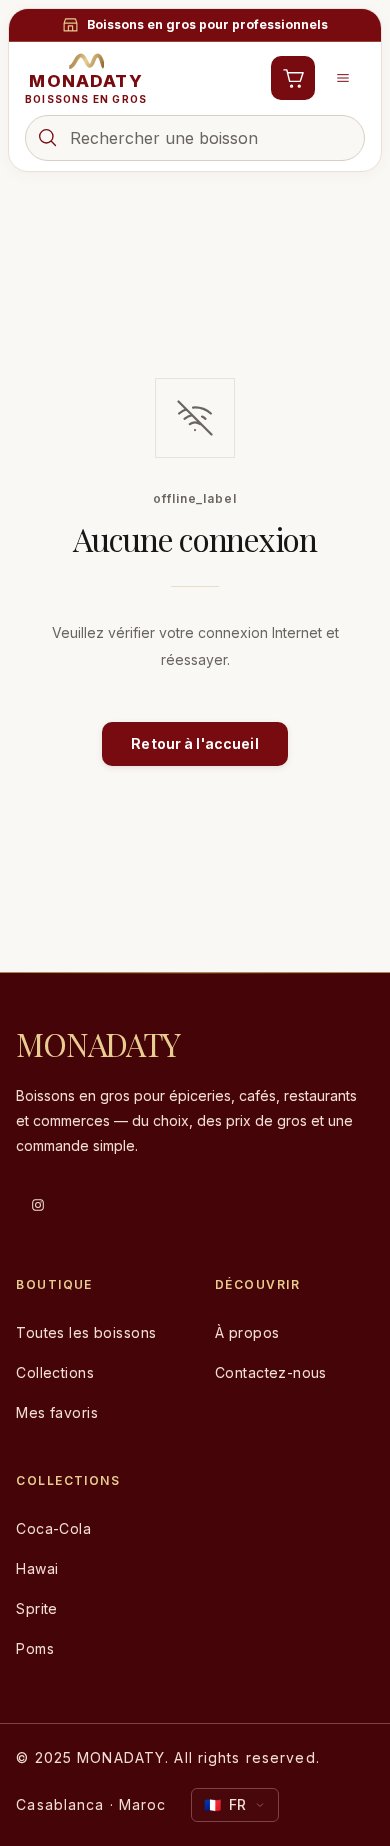 Boissons en gros pour professionnels
MONADATY
BOISSONS EN GROS
Rechercher une boisson
offline_label
Aucune connexion
Veuillez vérifier votre connexion Internet et
réessayer.
Retour à l'accueil
MONADATY
Boissons en gros pour épiceries, cafés, restaurants
et commerces — du choix, des prix de gros et une
commande simple.
BOUTIQUE
Toutes les boissons
Collections
Mes favoris
DÉCOUVRIR
À propos
Contactez-nous
COLLECTIONS
Coca-Cola
Hawai
Sprite
Poms
© 2025 MONADATY. All rights reserved.
Casablanca · Maroc
FR